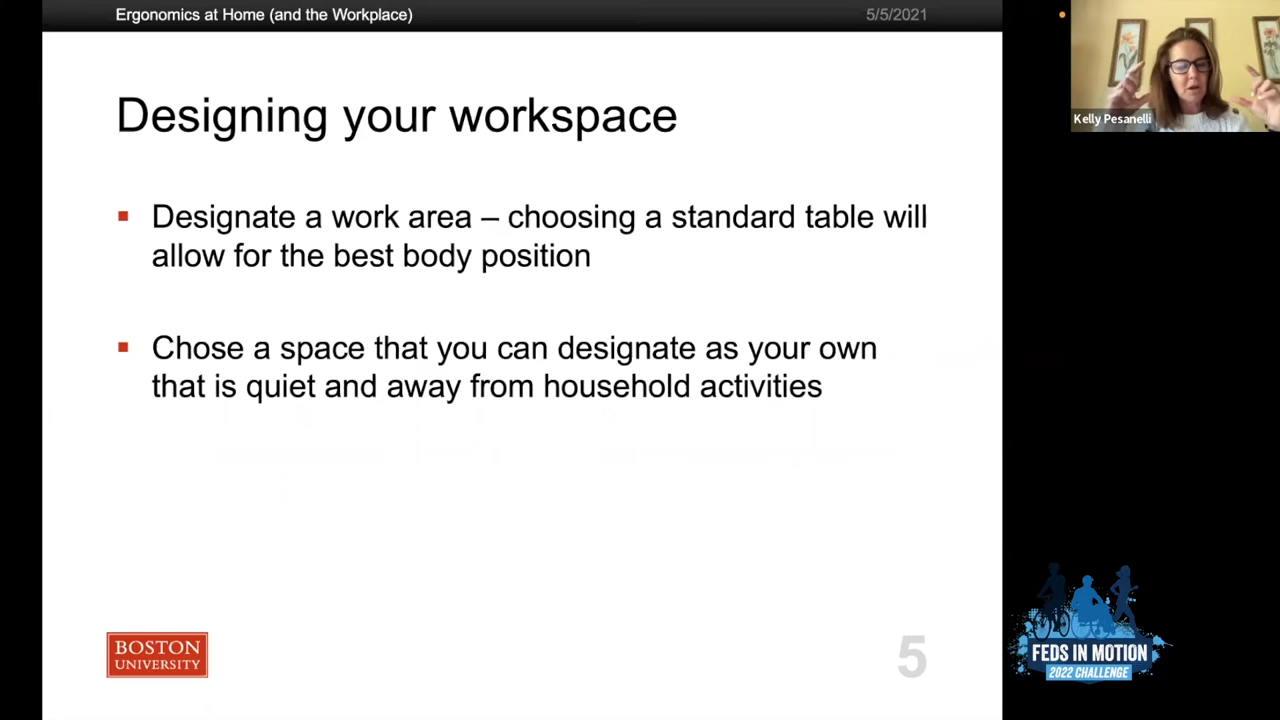 Ergonomics at Home (and the Workplace)
5/5/2021
Designing your workspace
Designate a work area – choosing a standard table will
allow for the best body position
Chose a space that you can designate as your own
that is quiet and away from household activities
BOSTON
UNIVERSITY
5
Kelly Pesanelli
FEDS IN MOTION
2022 CHALLENGE